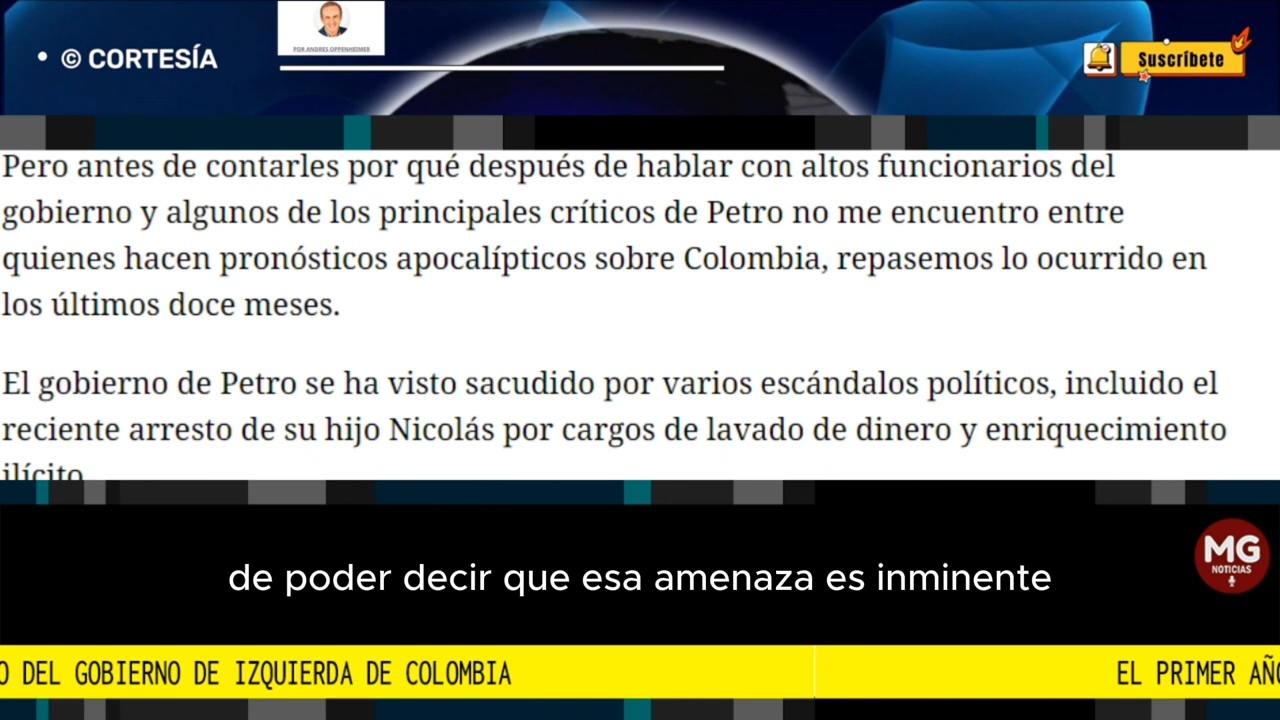 • © CORTESÍA
POR ANDRES OPPENHEIMER
Suscríbete
Pero antes de contarles por qué después de hablar con altos funcionarios del
gobierno y algunos de los principales críticos de Petro no me encuentro entre
quienes hacen pronósticos apocalípticos sobre Colombia, repasemos lo ocurrido en
los últimos doce meses.
El gobierno de Petro se ha visto sacudido por varios escándalos políticos, incluido el
reciente arresto de su hijo Nicolás por cargos de lavado de dinero y enriquecimiento
ilícito
de poder decir que esa amenaza es inminente
MG
NOTICIAS
O DEL GOBIERNO DE IZQUIERDA DE COLOMBIA
EL PRIMER AÑO